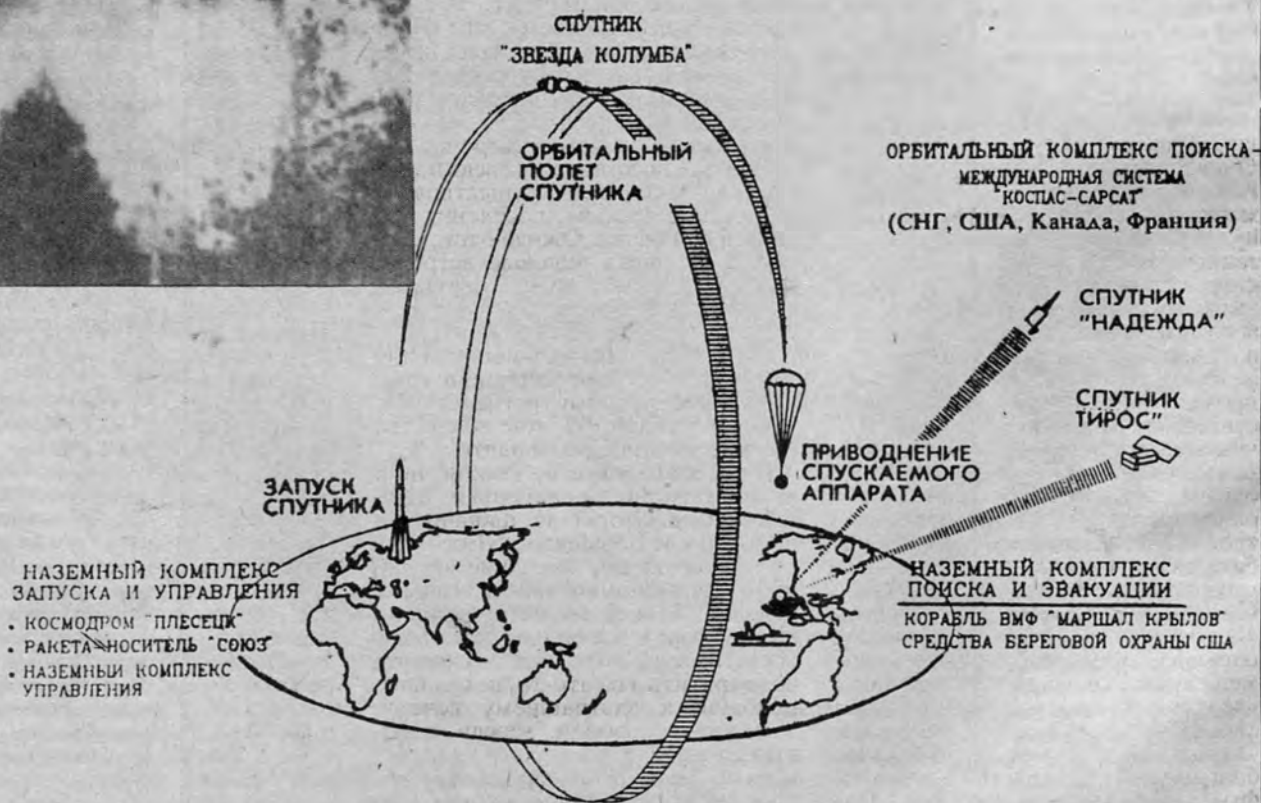 СПУТНИК
"ЗВЕЗДА КОЛУМБА"
ОРБИТАЛЬНЫЙ
ПОЛЕТ
СПУТНИКА
ОРБИТАЛЬНЫЙ КОМПЛЕКС ПОИСКА-
МЕЖДУНАРОДНАЯ СИСТЕМА
"КОСПАС-САРСАТ"
(СНГ, США, Канада, Франция)
СПУТНИК
"НАДЕЖДА"
СПУТНИК
ТИРОС"
ПРИВОДНЕНИЕ
СПУСКАЕМОГО
АППАРАТА
ЗАПУСК
СПУТНИКА
НАЗЕМНЫЙ КОМПЛЕКС
ЗАПУСКА И УПРАВЛЕНИЯ
• КОСМОДРОМ "ПЛЕСЕЦК"
• РАКЕТА-НОСИТЕЛЬ "СОЮЗ"
• НАЗЕМНЫЙ КОМПЛЕКС
УПРАВЛЕНИЯ
НАЗЕМНЫЙ КОМПЛЕКС
ПОИСКА И ЭВАКУАЦИИ
КОРАБЛЬ ВМФ "МАРШАЛ КРЫЛОВ"
СРЕДСТВА БЕРЕГОВОЙ ОХРАНЫ США